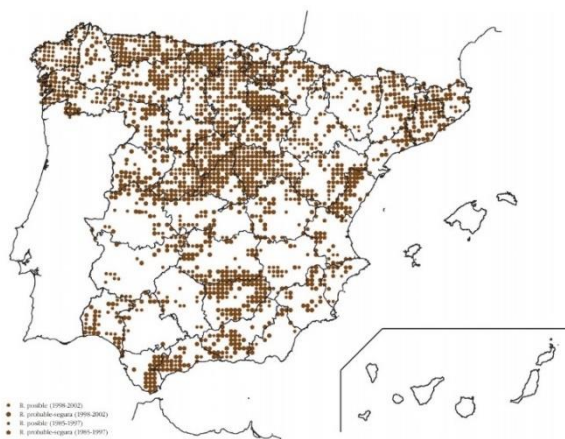 R. posible (1998-2002)
R. probable-segura (1998-2002)
R. posible (1985-1997)
R. probable-segura (1985-1997)